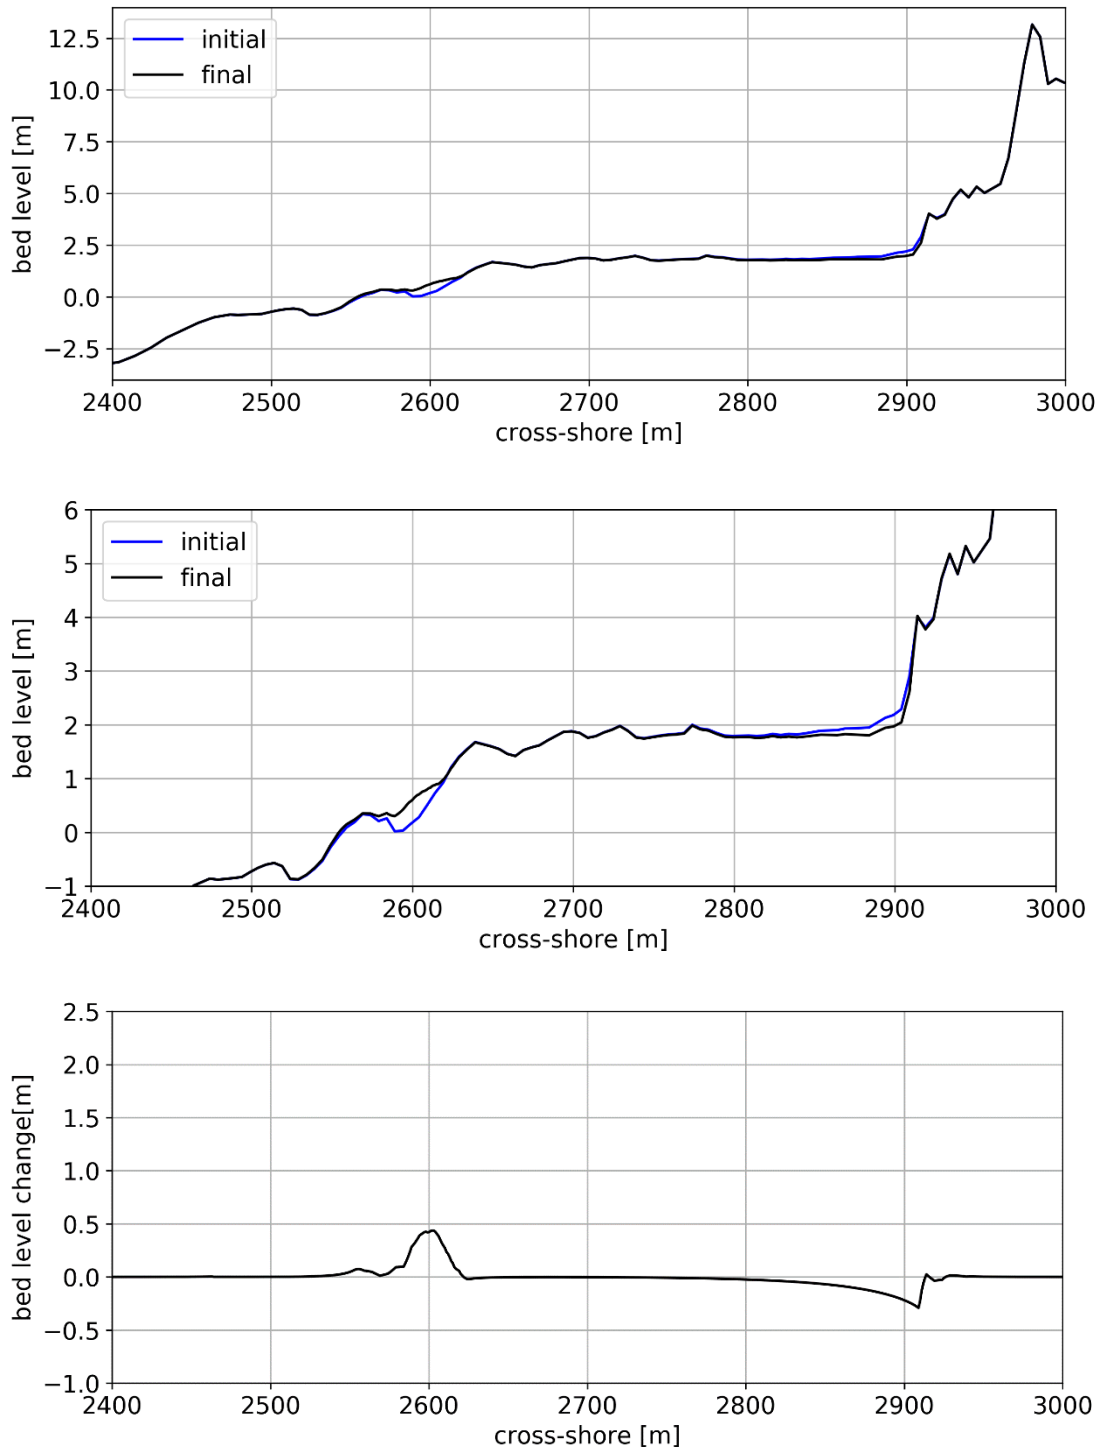 bed level [m]
12.5
10.0
7.5
5.0
2.5
0.0
−2.5
initial
final
2400 2500 2600 2700 2800 2900 3000
cross-shore [m]
bed level [m]
6
5
4
3
2
1
0
−1
initial
final
2400 2500 2600 2700 2800 2900 3000
cross-shore [m]
bed level change[m]
2.5
2.0
1.5
1.0
0.5
0.0
−0.5
−1.0
2400 2500 2600 2700 2800 2900 3000
cross-shore [m]